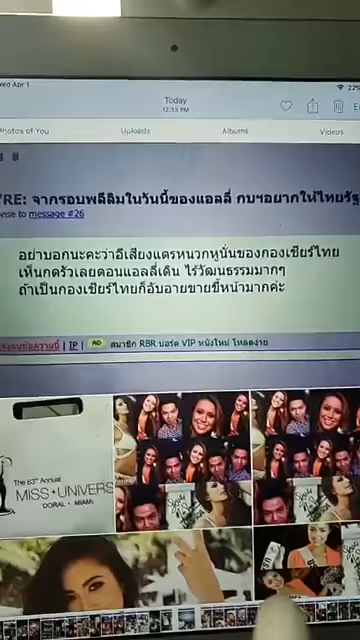 Wed Apr 1
22%
Today
12:33 PM
Photos of You
Uploads
Albums
Videos
RE: จากรอบพลีลิมในวันนี้ของแอลลี่ กบฯอยากให้ไทยรัฐ
onse to message #26
อย่าบอกนะคะว่าอีเสียงแตรหนวกหูนั่นของกองเชียร์ไทย
เห็นกดรัวเลยตอนแอลลี่เดิน ไร้วัฒนธรรมมากๆ
ถ้าเป็นกองเชียร์ไทยก็อับอายขายขี้หน้ามากค่ะ
| IP |
AD
สมาชิก RBR บอร์ด VIP หนังใหม่ โหลดง่าย
The 63rd Annual
MISS UNIVERS
DORAL • MIAMI